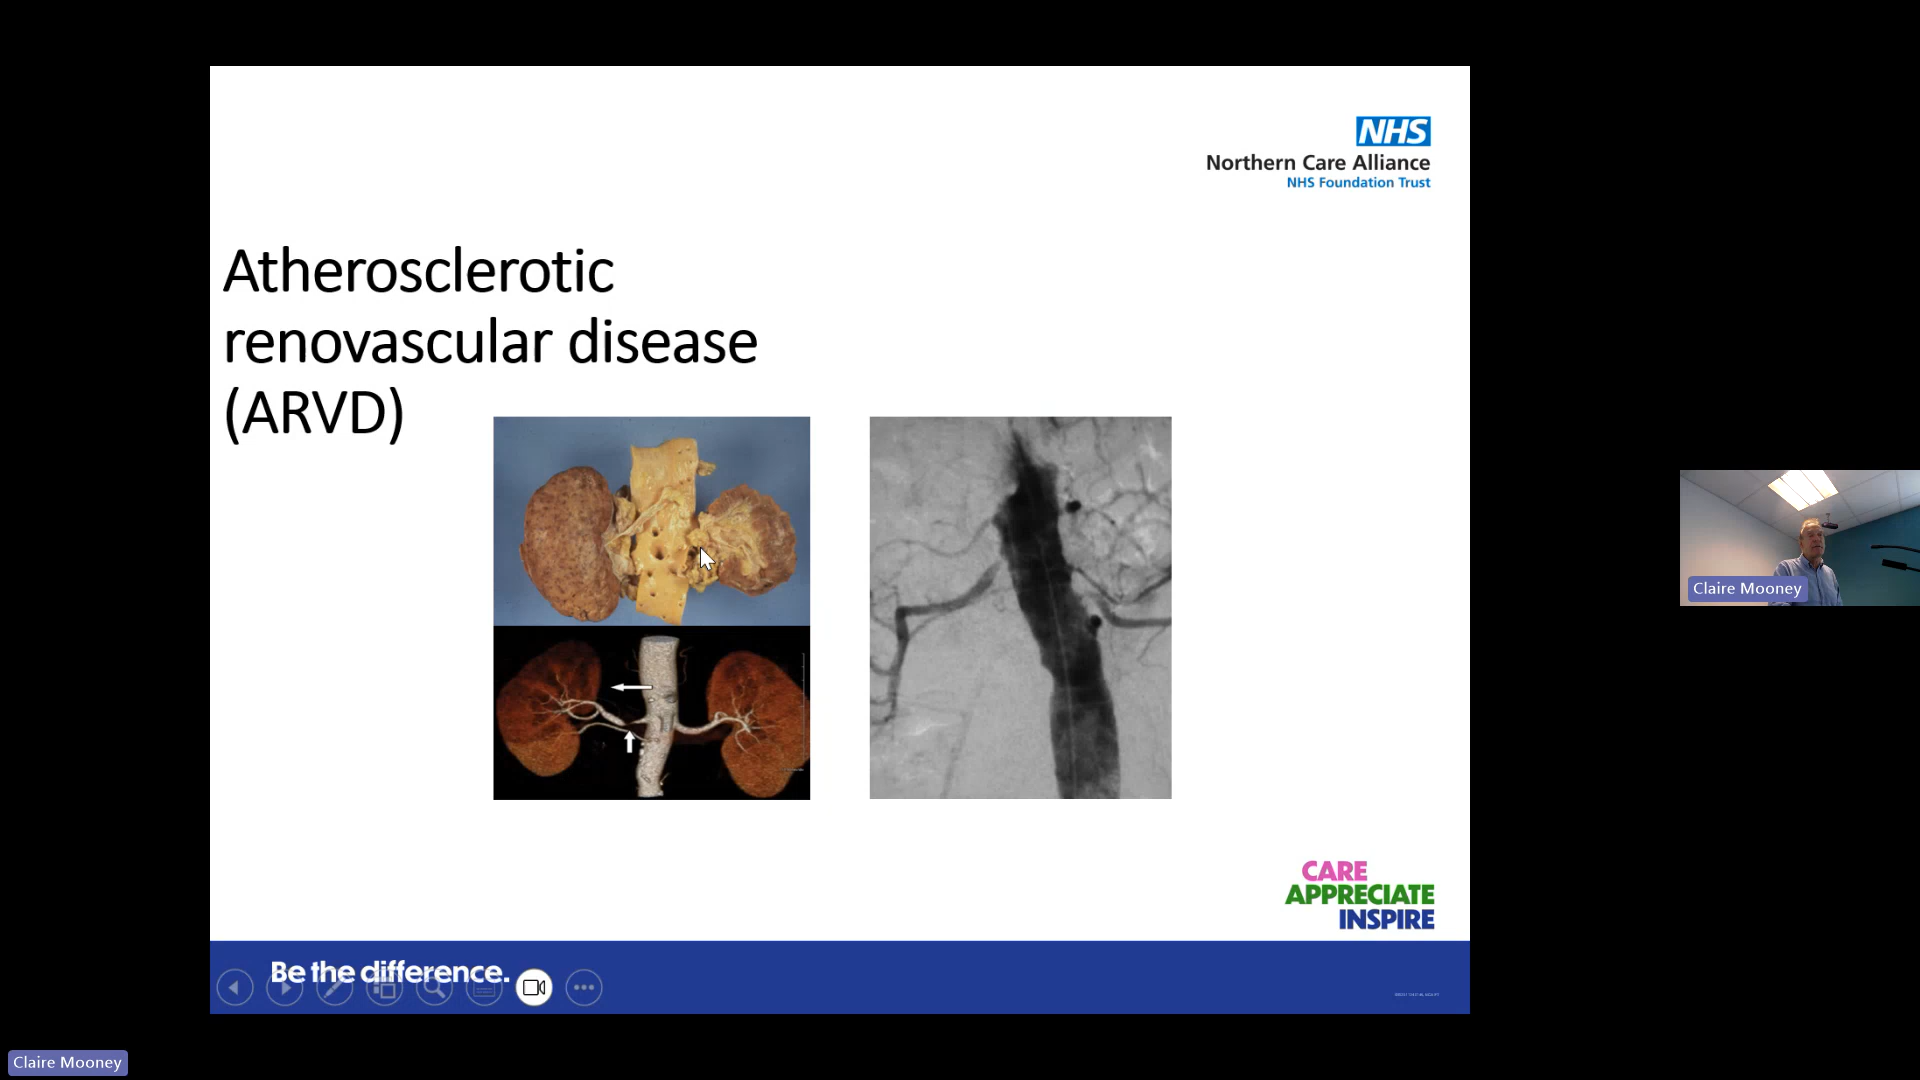 NHS
Northern Care Alliance
NHS Foundation Trust
Atherosclerotic
renovascular disease
(ARVD)
Claire Mooney
CARE
APPRECIATE
INSPIRE
Be the difference.
Claire Mooney